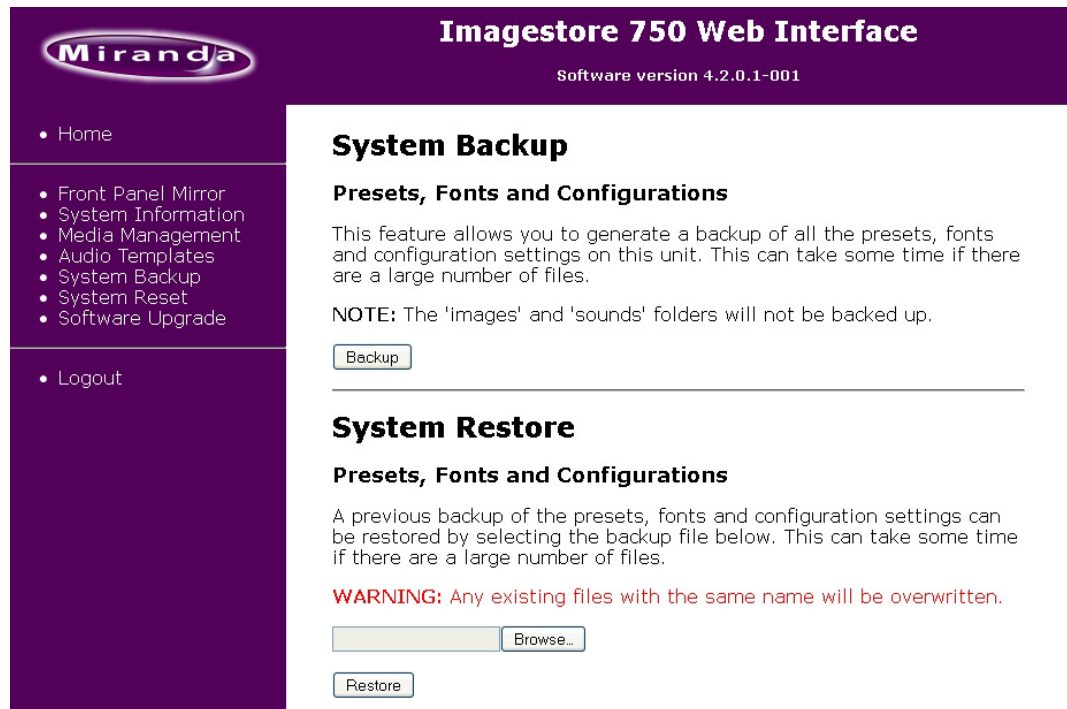 Miranda
Imagestore 750 Web Interface
Software version 4.2.0.1-001
• Home
• Front Panel Mirror
• System Information
• Media Management
• Audio Templates
• System Backup
• System Reset
• Software Upgrade
• Logout
System Backup
Presets, Fonts and Configurations
This feature allows you to generate a backup of all the presets, fonts
and configuration settings on this unit. This can take some time if there
are a large number of files.
NOTE: The 'images' and 'sounds' folders will not be backed up.
Backup
System Restore
Presets, Fonts and Configurations
A previous backup of the presets, fonts and configuration settings can
be restored by selecting the backup file below. This can take some time
if there are a large number of files.
WARNING: Any existing files with the same name will be overwritten.
Browse...
Restore